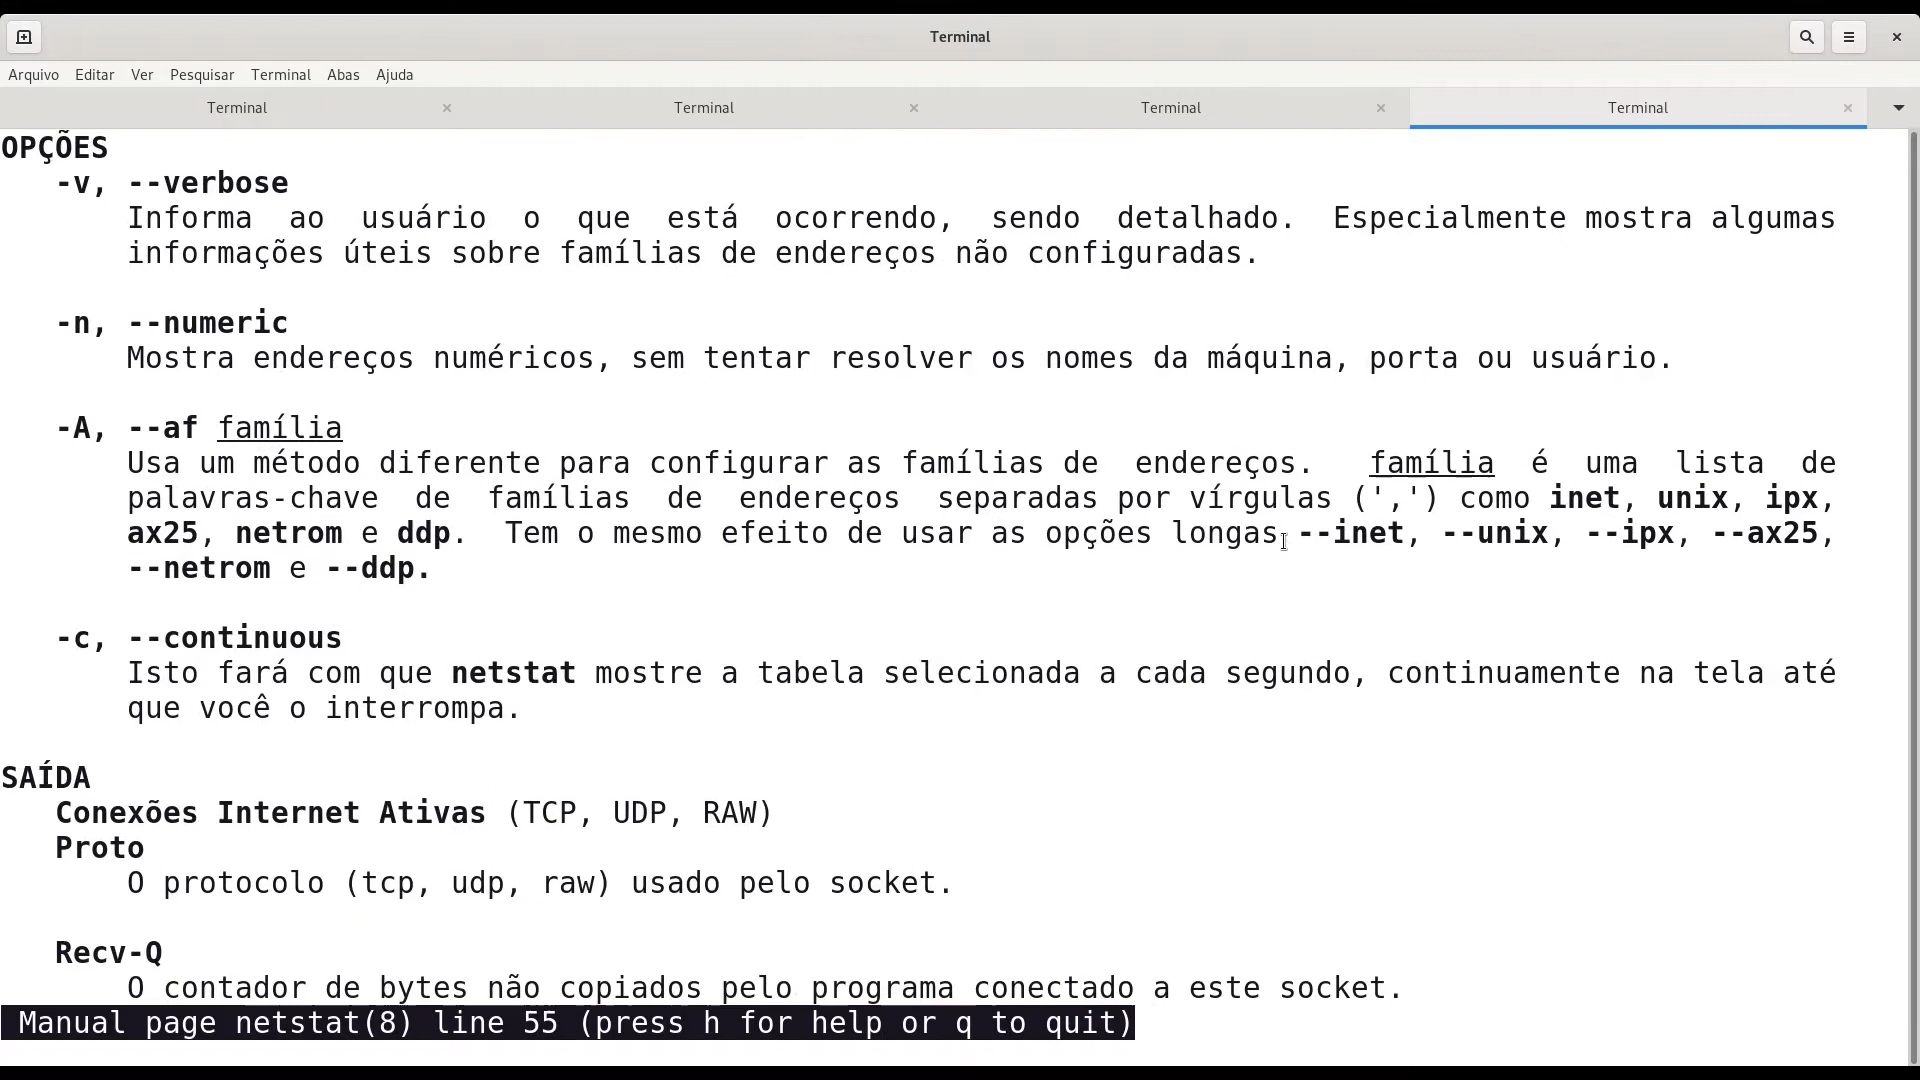 Terminal
Arquivo Editar Ver Pesquisar Terminal Abas Ajuda
Terminal Terminal Terminal Terminal
OPÇÕES
-v, --verbose
Informa ao usuário o que está ocorrendo, sendo detalhado. Especialmente mostra algumas
informações úteis sobre famílias de endereços não configuradas.
-n, --numeric
Mostra endereços numéricos, sem tentar resolver os nomes da máquina, porta ou usuário.
-A, --af família
Usa um método diferente para configurar as famílias de endereços. família é uma lista de
palavras-chave de famílias de endereços separadas por vírgulas (',') como inet, unix, ipx,
ax25, netrom e ddp. Tem o mesmo efeito de usar as opções longas --inet, --unix, --ipx, --ax25,
--netrom e --ddp.
-c, --continuous
Isto fará com que netstat mostre a tabela selecionada a cada segundo, continuamente na tela até
que você o interrompa.
SAÍDA
Conexões Internet Ativas (TCP, UDP, RAW)
Proto
O protocolo (tcp, udp, raw) usado pelo socket.
Recv-Q
O contador de bytes não copiados pelo programa conectado a este socket.
Manual page netstat(8) line 55 (press h for help or q to quit)